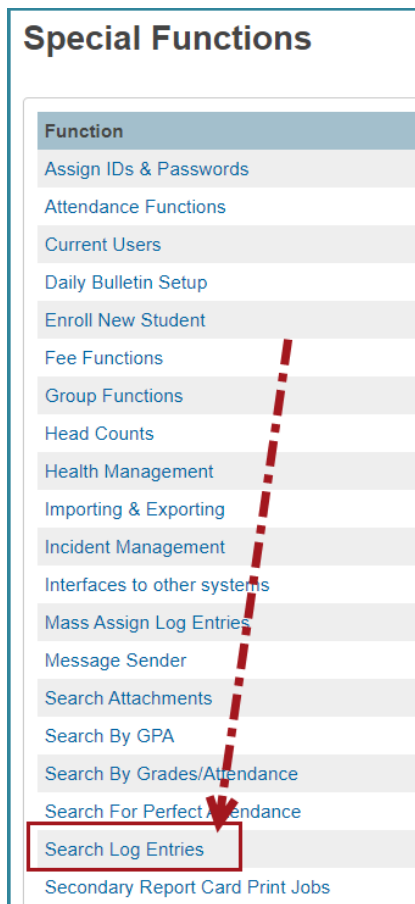 Special Functions
Function
Assign IDs & Passwords
Attendance Functions
Current Users
Daily Bulletin Setup
Enroll New Student
Fee Functions
Group Functions
Head Counts
Health Management
Importing & Exporting
Incident Management
Interfaces to other systems
Mass Assign Log Entries
Message Sender
Search Attachments
Search By GPA
Search By Grades/Attendance
Search For Perfect Attendance
Search Log Entries
Secondary Report Card Print Jobs